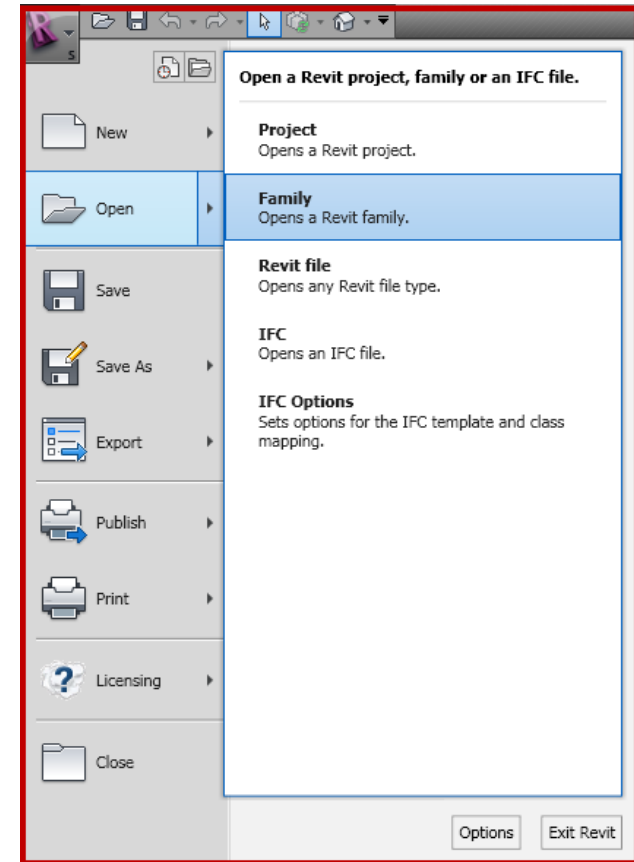 R
S
Open a Revit project, family or an IFC file.
New
Project
Opens a Revit project.
Open
Family
Opens a Revit family.
Save
Revit file
Opens any Revit file type.
Save As
IFC
Opens an IFC file.
Export
IFC Options
Sets options for the IFC template and class
mapping.
Publish
Print
Licensing
Close
Options
Exit Revit